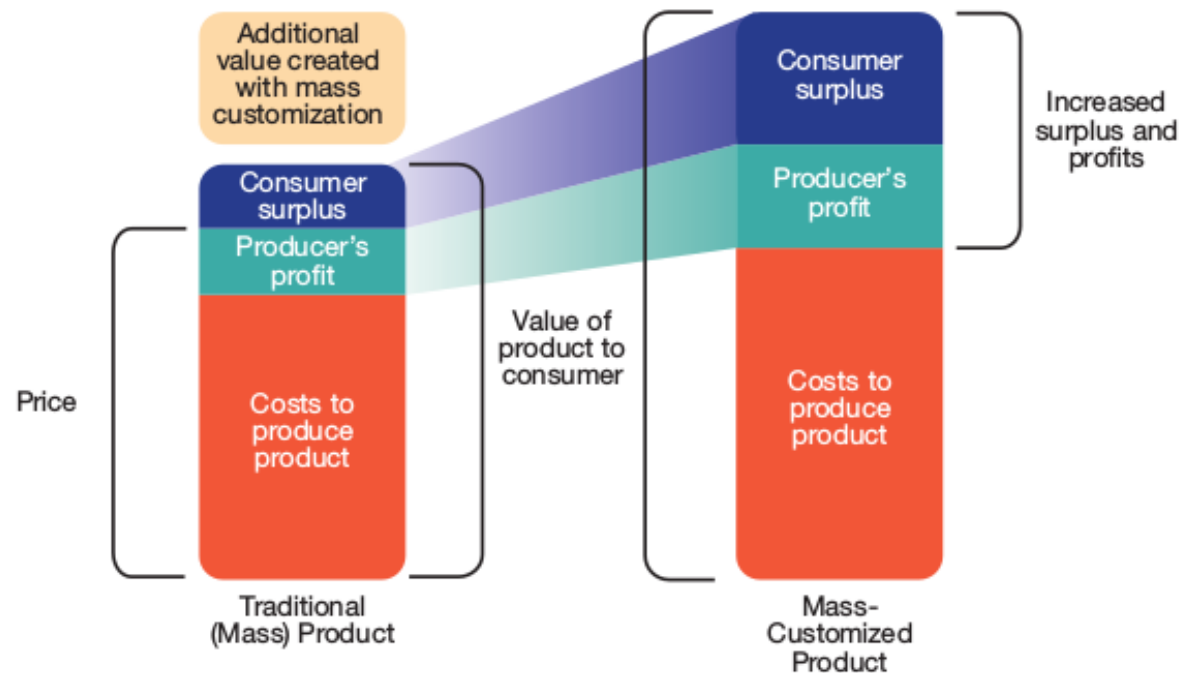 Additional
value created
with mass
customization
Consumer
surplus
Producer’s
profit
Costs to
produce
product
Price
Traditional
(Mass) Product
Value of
product to
consumer
Consumer
surplus
Producer’s
profit
Costs to
produce
product
Mass-
Customized
Product
Increased
surplus and
profits